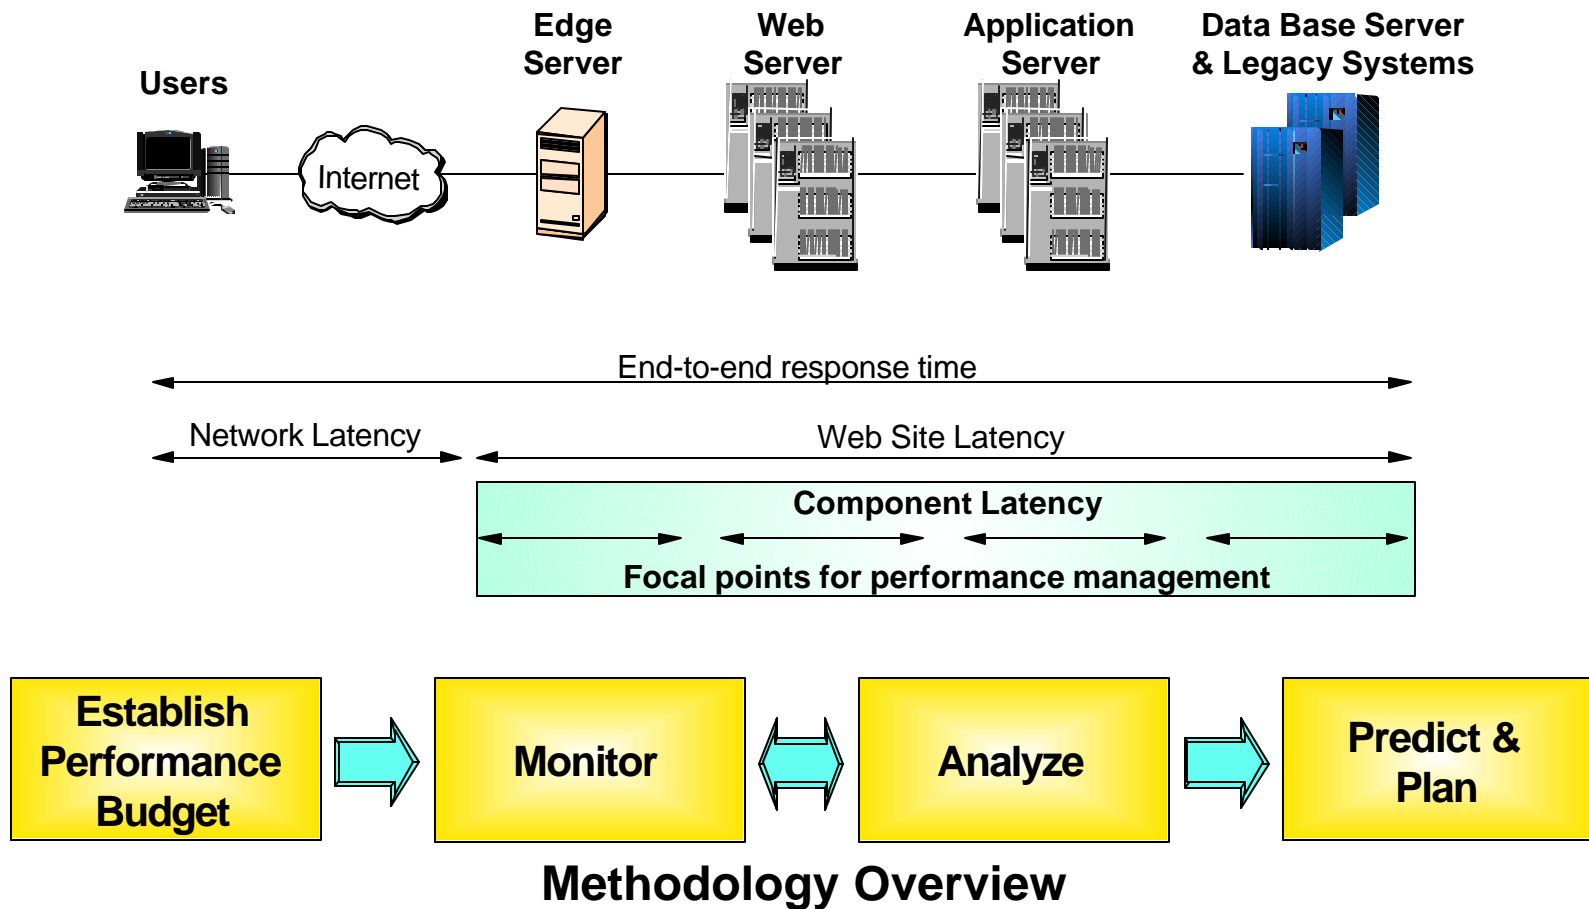 Users
Edge
Server
Web
Server
Application
Server
Data Base Server
& Legacy Systems
Internet
End-to-end response time
Network Latency
Web Site Latency
Component Latency
Focal points for performance management
Establish
Performance
Budget
Monitor
Analyze
Predict &
Plan
Methodology Overview